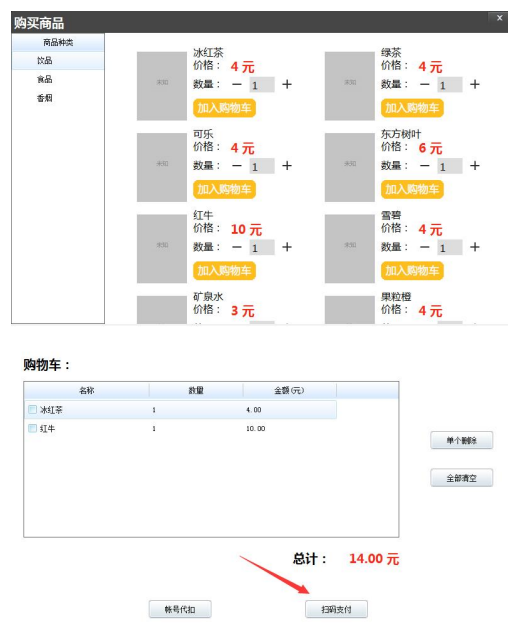 购买商品
x
商品种类
饮品
食品
香烟
未知
冰红茶
价格： 4 元
数量： － 1 ＋
加入购物车
未知
绿茶
价格： 4 元
数量： － 1 ＋
加入购物车
未知
可乐
价格： 4 元
数量： － 1 ＋
加入购物车
未知
东方树叶
价格： 6 元
数量： － 1 ＋
加入购物车
未知
红牛
价格： 10 元
数量： － 1 ＋
加入购物车
未知
雪碧
价格： 4 元
数量： － 1 ＋
加入购物车
矿泉水
价格： 3 元
果粒橙
价格： 4 元
购物车：
名称 数量 金额(元)
冰红茶 1 4.00
红牛 1 10.00
单个删除
全部清空
总计： 14.00 元
帐号代扣 扫码支付